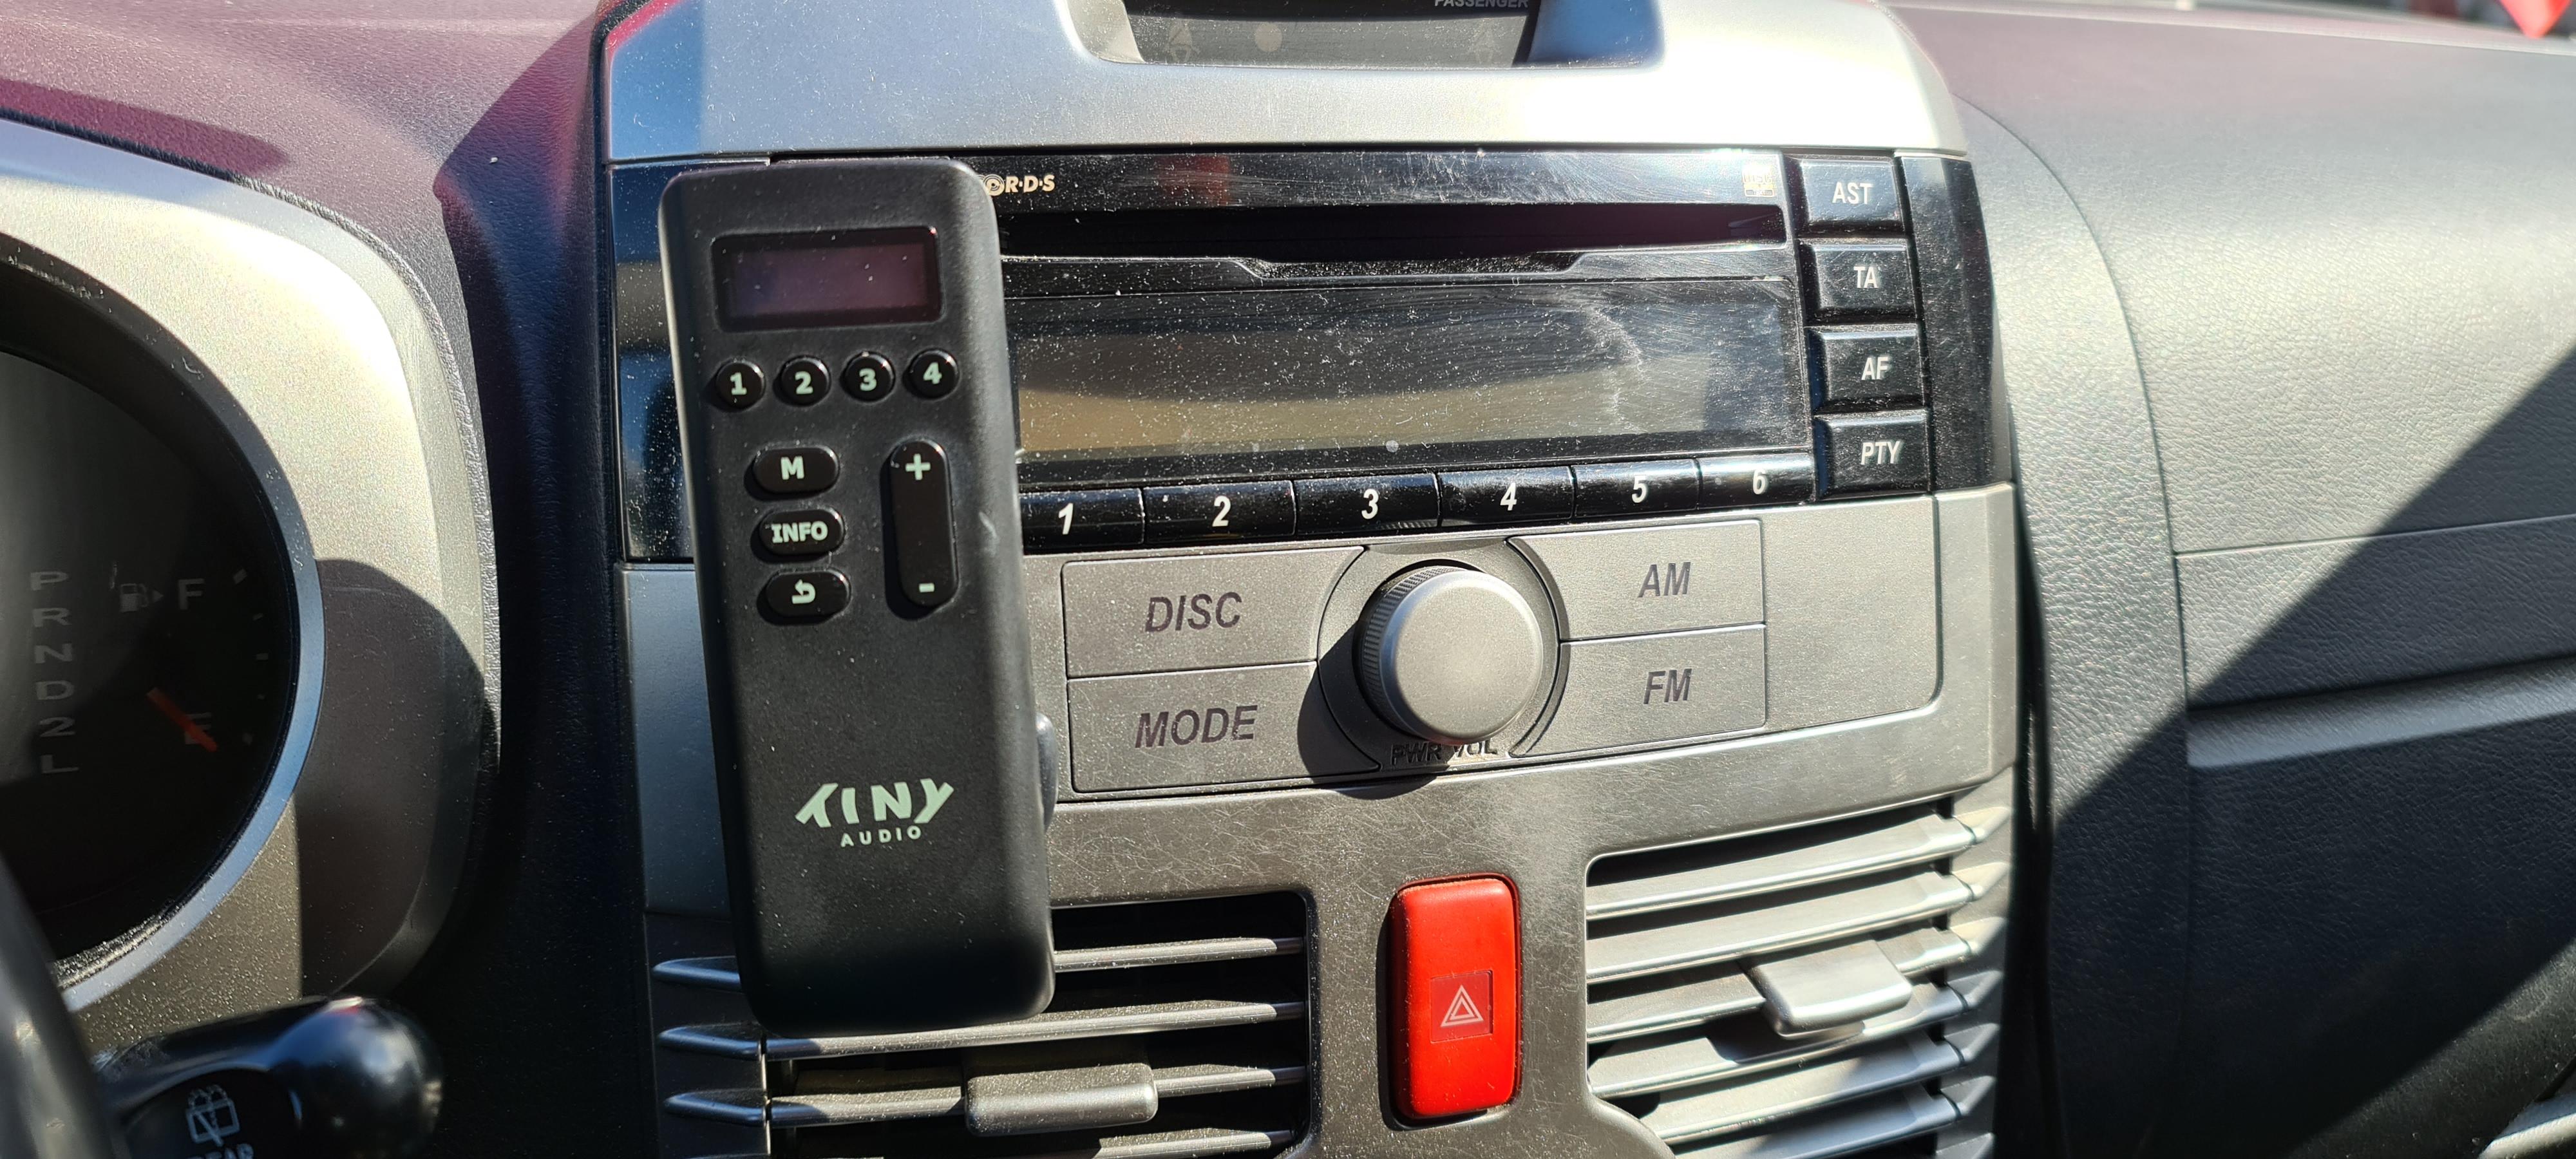 PASSENGER
R·D·S
AST
TA
AF
PTY
1 2 3 4
M
+
INFO
-
TINY
AUDIO
1 2 3 4 5 6
DISC
AM
MODE
FM
PWR VOL
P
R
N
D
2
L
F
E